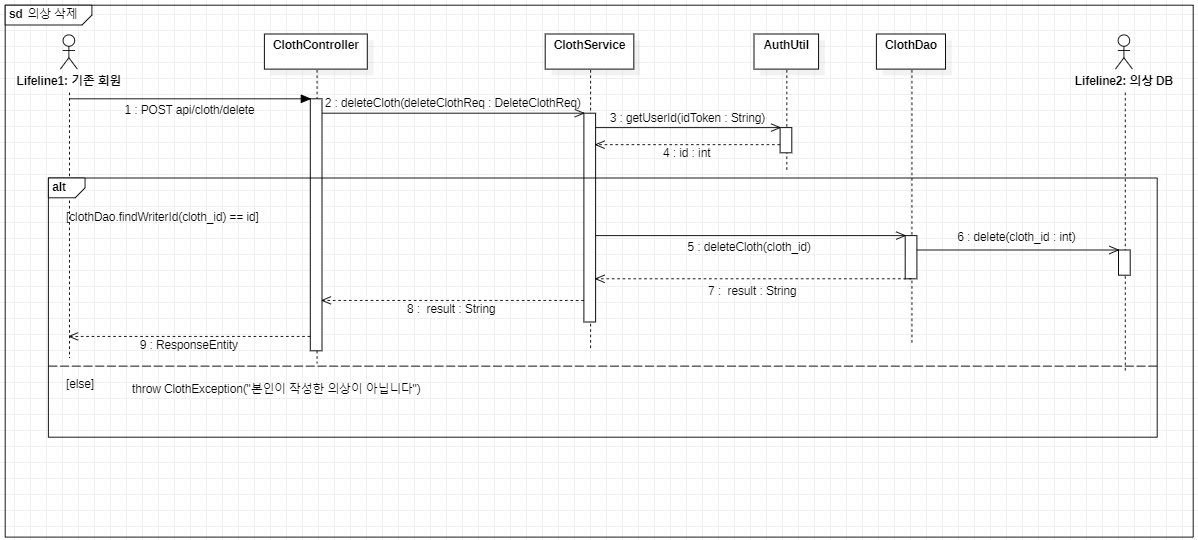 sd 의상 삭제
ClothController
ClothService
AuthUtil
ClothDao
Lifeline1: 기존 회원
Lifeline2: 의상 DB
1 : POST api/cloth/delete
2 : deleteCloth(deleteClothReq : DeleteClothReq)
3 : getUserId(idToken : String)
4 : id : int
alt
[clothDao.findWriterId(cloth_id) == id]
5 : deleteCloth(cloth_id)
6 : delete(cloth_id : int)
7 : result : String
8 : result : String
9 : ResponseEntity
[else]
throw ClothException("본인이 작성한 의상이 아닙니다")